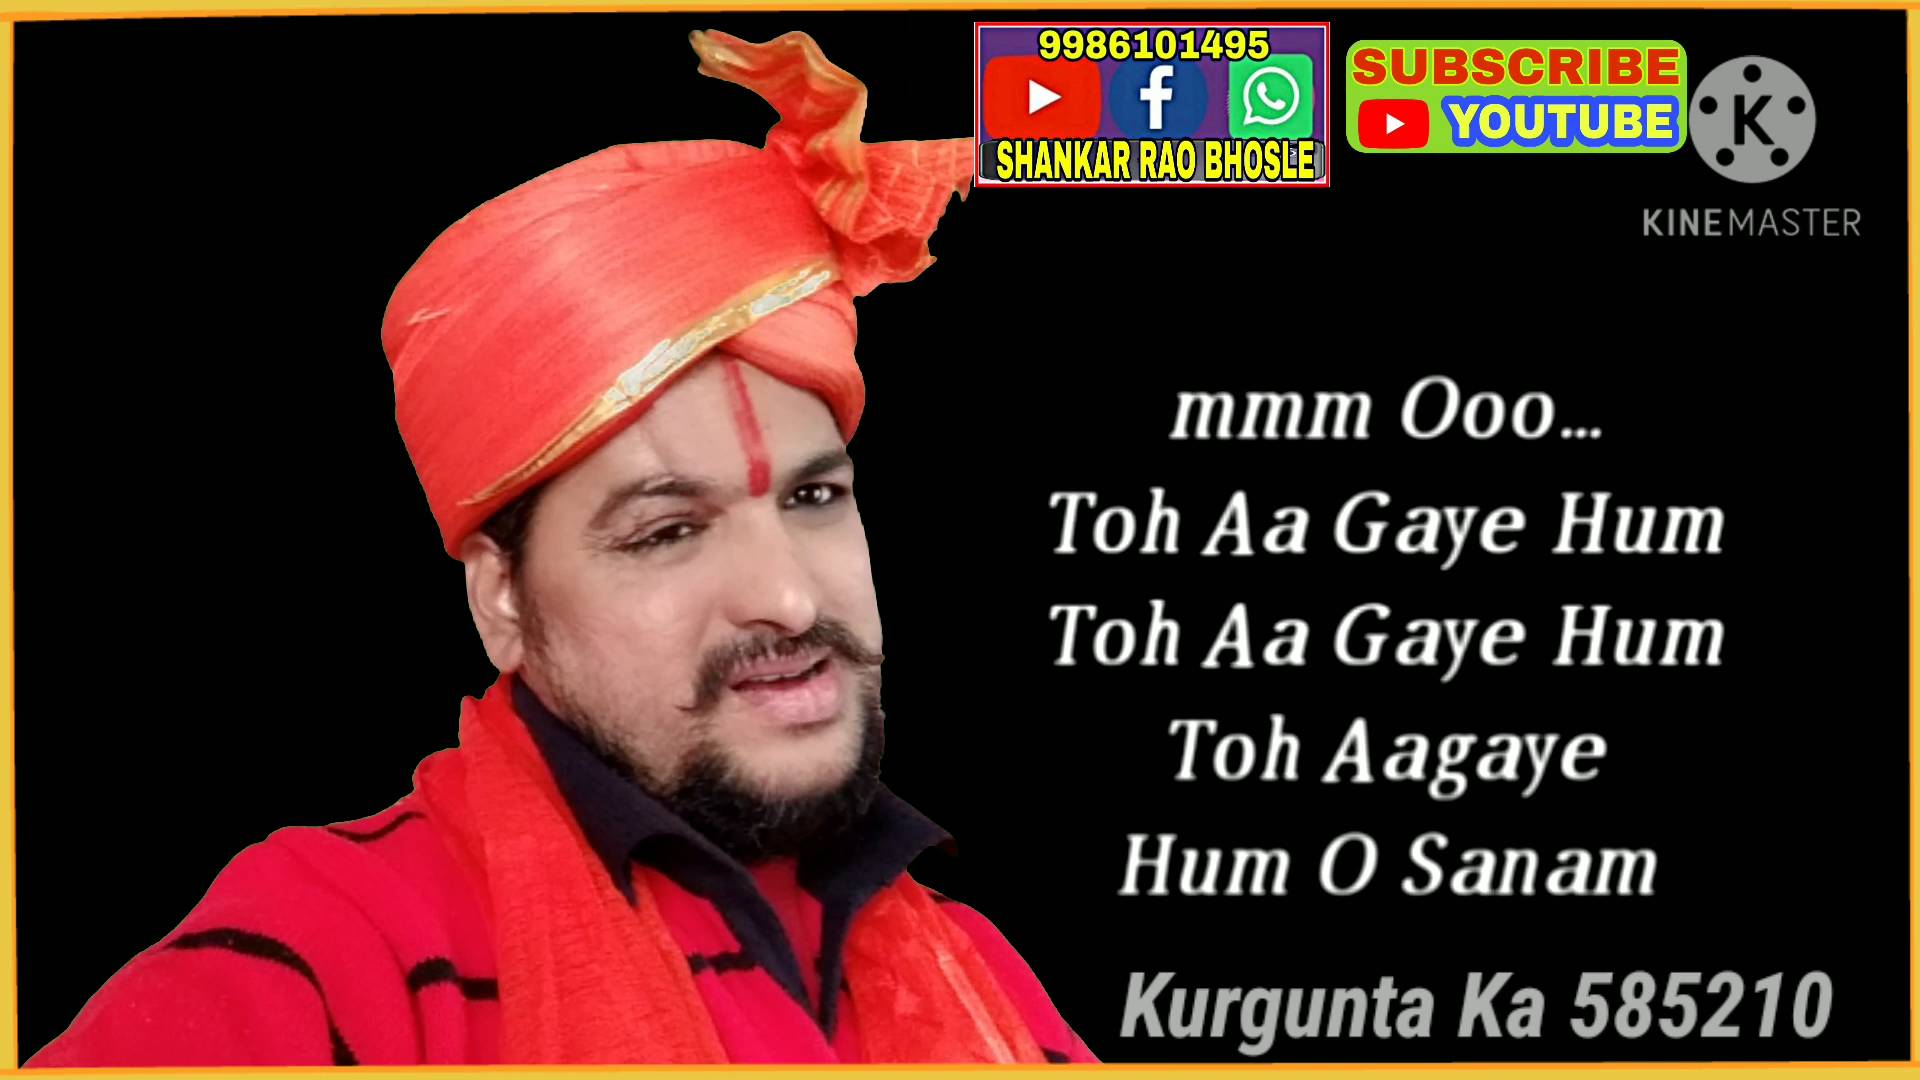 9986101495
SHANKAR RAO BHOSLE
SUBSCRIBE
YOUTUBE
K
KINEMASTER
mmm Ooo...
Toh Aa Gaye Hum
Toh Aa Gaye Hum
Toh Aagaye
Hum O Sanam
Kurgunta Ka 585210